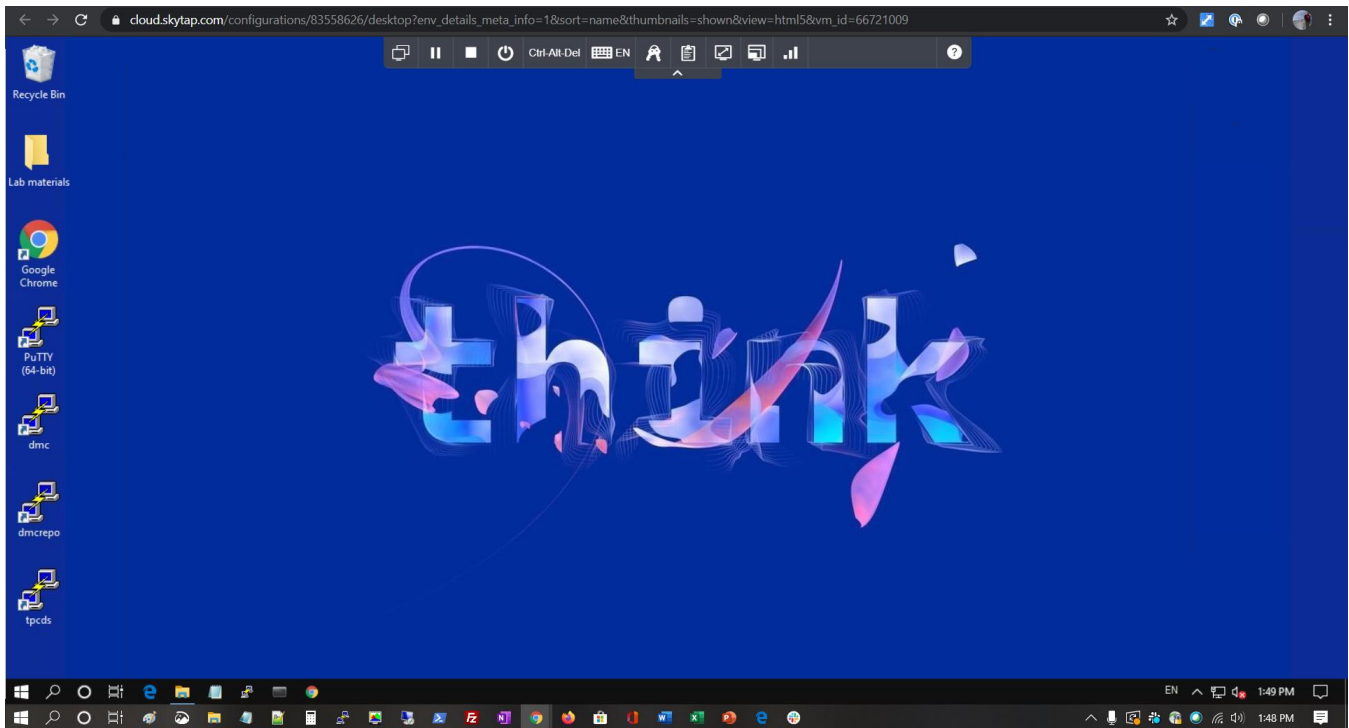 cloud.skytap.com/configurations/83558626/desktop?env_details_meta_info=1&sort=name&thumbnails=shown&view=html5&vm_id=66721009
Ctrl-Alt-Del EN
Recycle Bin
Lab materials
Google
Chrome
PuTTY
(64-bit)
dmc
dmcrepo
tpcds
think
EN 1:49 PM
1:48 PM